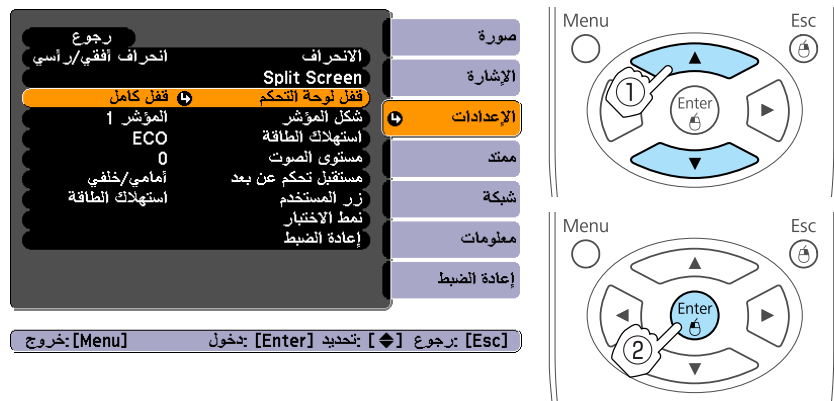 رجوع
الانحراف انحراف أفقي/رأسي
Split Screen
قفل لوحة التحكم قفل كامل
شكل المؤشر المؤشر 1
استهلاك الطاقة ECO
مستوى الصوت 0
مستقبل تحكم عن بعد أمامي/خلفي
زر المستخدم استهلاك الطاقة
نمط الاختبار
إعادة الضبط
صورة
الإشارة
الإعدادات
ممتد
شبكة
معلومات
إعادة الضبط
[Esc] :رجوع [♦] :تحديد [Enter] :دخول [Menu] :خروج
Menu Esc
Enter
1
Menu Esc
Enter
2